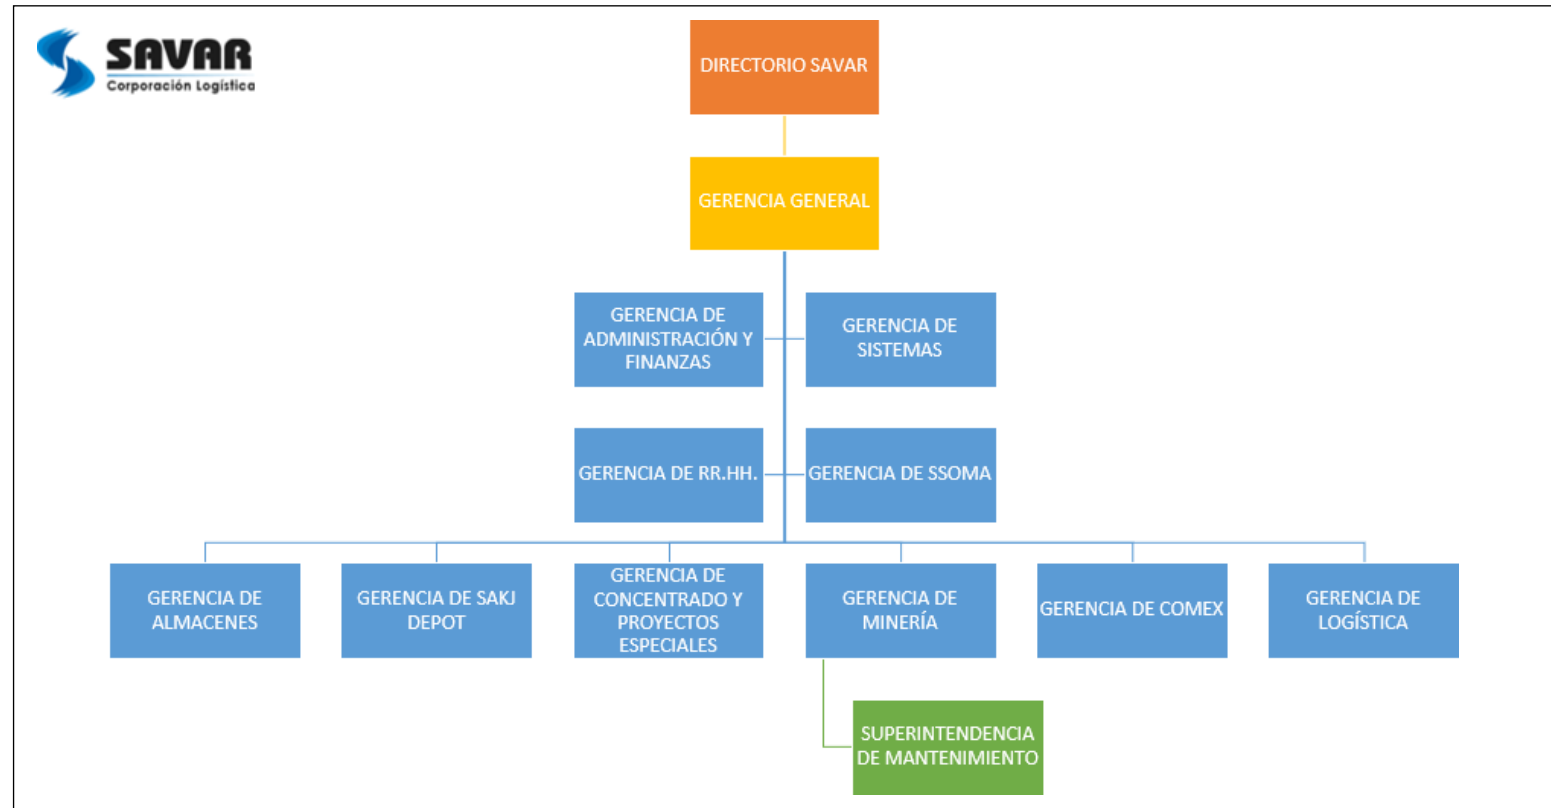 SAVAR
Corporación Logística
DIRECTORIO SAVAR
GERENCIA GENERAL
GERENCIA DE
ADMINISTRACIÓN Y
FINANZAS
GERENCIA DE
SISTEMAS
GERENCIA DE RR.HH.
GERENCIA DE SSOMA
GERENCIA DE
ALMACENES
GERENCIA DE SAKJ
DEPOT
GERENCIA DE
CONCENTRADO Y
PROYECTOS
ESPECIALES
GERENCIA DE
MINERÍA
GERENCIA DE COMEX
GERENCIA DE
LOGÍSTICA
SUPERINTENDENCIA
DE MANTENIMIENTO